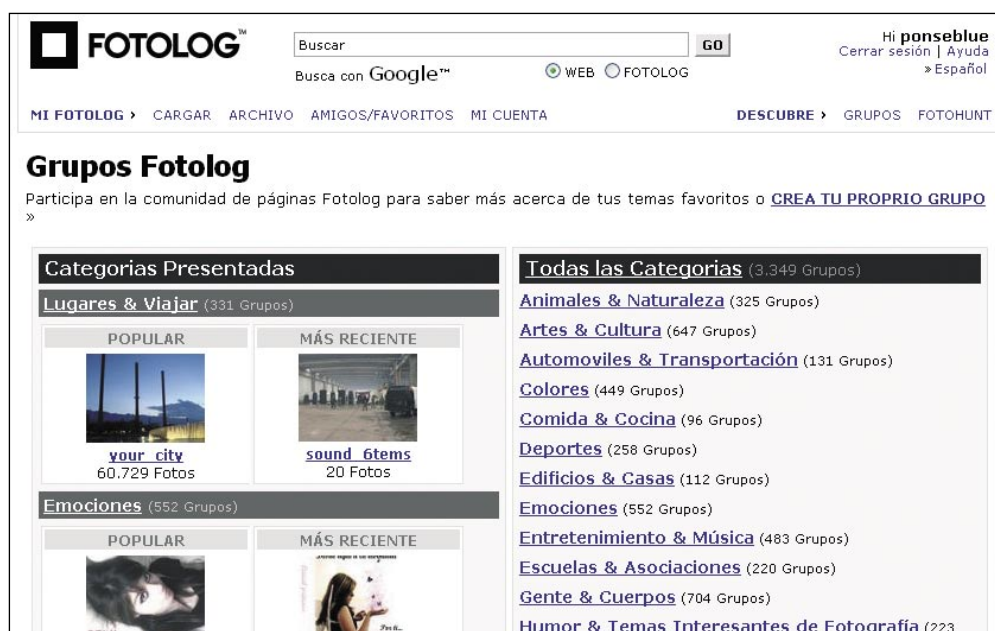 FOTOLOG™
Buscar GO
Busca con Google™ WEB FOTOLOG
Hi ponseblue
Cerrar sesión | Ayuda
» Español
MI FOTOLOG › CARGAR ARCHIVO AMIGOS/FAVORITOS MI CUENTA DESCUBRE › GRUPOS FOTOHUNT
Grupos Fotolog
Participa en la comunidad de páginas Fotolog para saber más acerca de tus temas favoritos o CREA TU PROPRIO GRUPO
»
Categorias Presentadas
Lugares & Viajar (331 Grupos)
POPULAR MÁS RECIENTE
your_city sound_6tems
60.729 Fotos 20 Fotos
Emociones (552 Grupos)
POPULAR MÁS RECIENTE
Todas las Categorias (3.349 Grupos)
Animales & Naturaleza (325 Grupos)
Artes & Cultura (647 Grupos)
Automoviles & Transportación (131 Grupos)
Colores (449 Grupos)
Comida & Cocina (96 Grupos)
Deportes (258 Grupos)
Edificios & Casas (112 Grupos)
Emociones (552 Grupos)
Entretenimiento & Música (483 Grupos)
Escuelas & Asociaciones (220 Grupos)
Gente & Cuerpos (704 Grupos)
Humor & Temas Interesantes de Fotografía (223